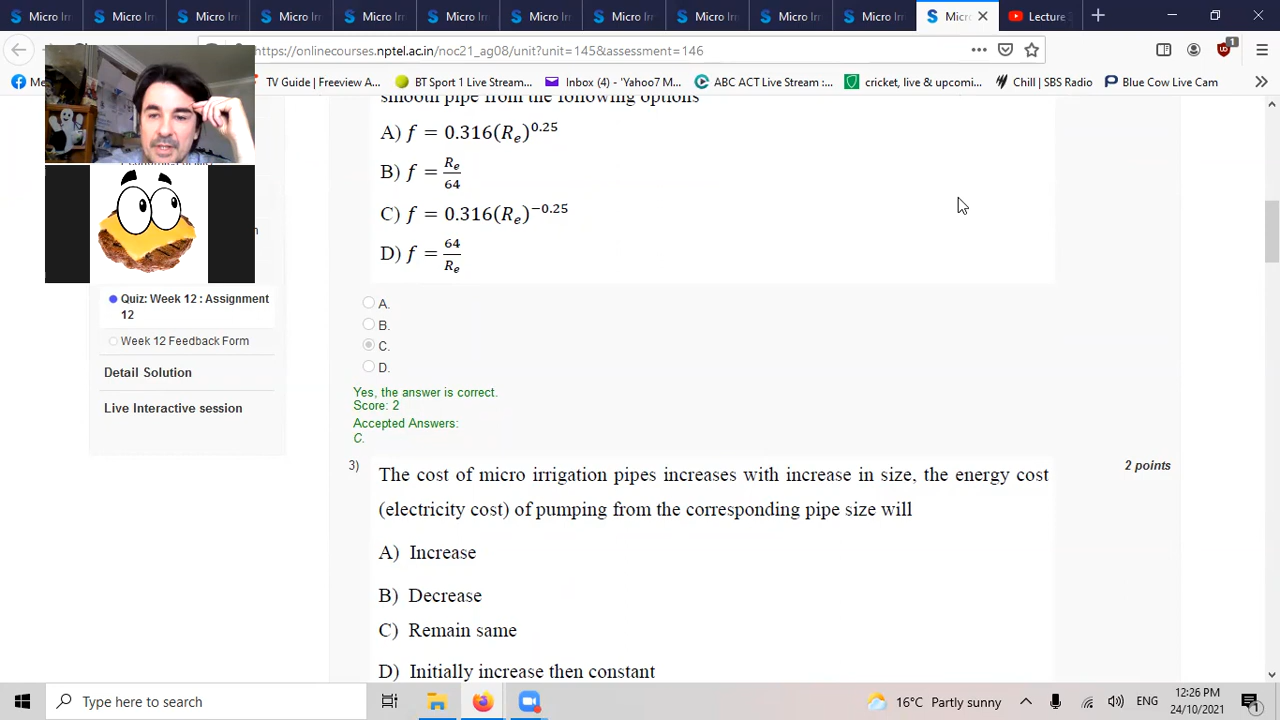 Micro Ir
Micro Ir
Micro Ir
Micro Ir
Micro Ir
Micro Ir
Micro Ir
Micro Ir
Micro Ir
Micro Ir
Micro Ir
Micr
Lecture
https://onlinecourses.nptel.ac.in/noc21_ag08/unit?unit=145&assessment=146
TV Guide | Freeview A...
BT Sport 1 Live Stream...
Inbox (4) - 'Yahoo7 M...
ABC ACT Live Stream :...
cricket, live & upcomi...
Chill | SBS Radio
Blue Cow Live Cam
smooth pipe from the following options
A) f = 0.316(Re)^0.25
B) f = Re/64
C) f = 0.316(Re)^−0.25
D) f = 64/Re
A.
B.
C.
D.
Quiz: Week 12 : Assignment
12
Week 12 Feedback Form
Detail Solution
Live Interactive session
Yes, the answer is correct.
Score: 2
Accepted Answers:
C.
3)
2 points
The cost of micro irrigation pipes increases with increase in size, the energy cost
(electricity cost) of pumping from the corresponding pipe size will
A) Increase
B) Decrease
C) Remain same
D) Initially increase then constant
Type here to search
16°C Partly sunny
12:26 PM
24/10/2021